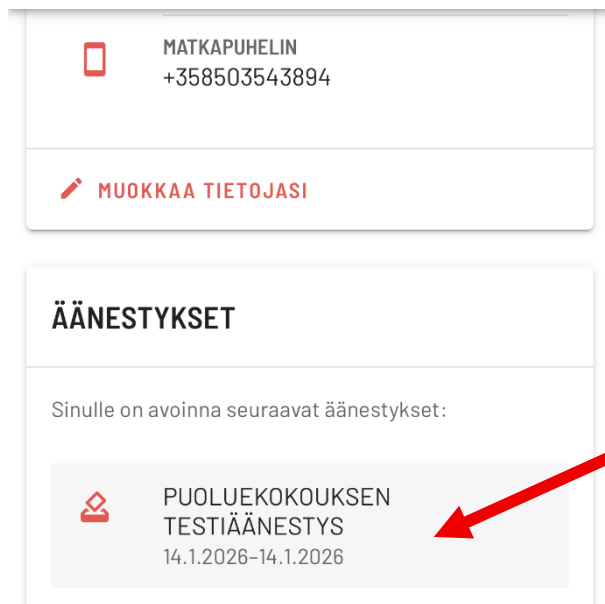 MATKAPUHELIN
+358503543894
MUOKKAA TIETOJASI
ÄÄNESTYKSET
Sinulle on avoinna seuraavat äänestykset:
PUOLUEKOKOUKSEN
TESTIÄÄNESTYS
14.1.2026–14.1.2026